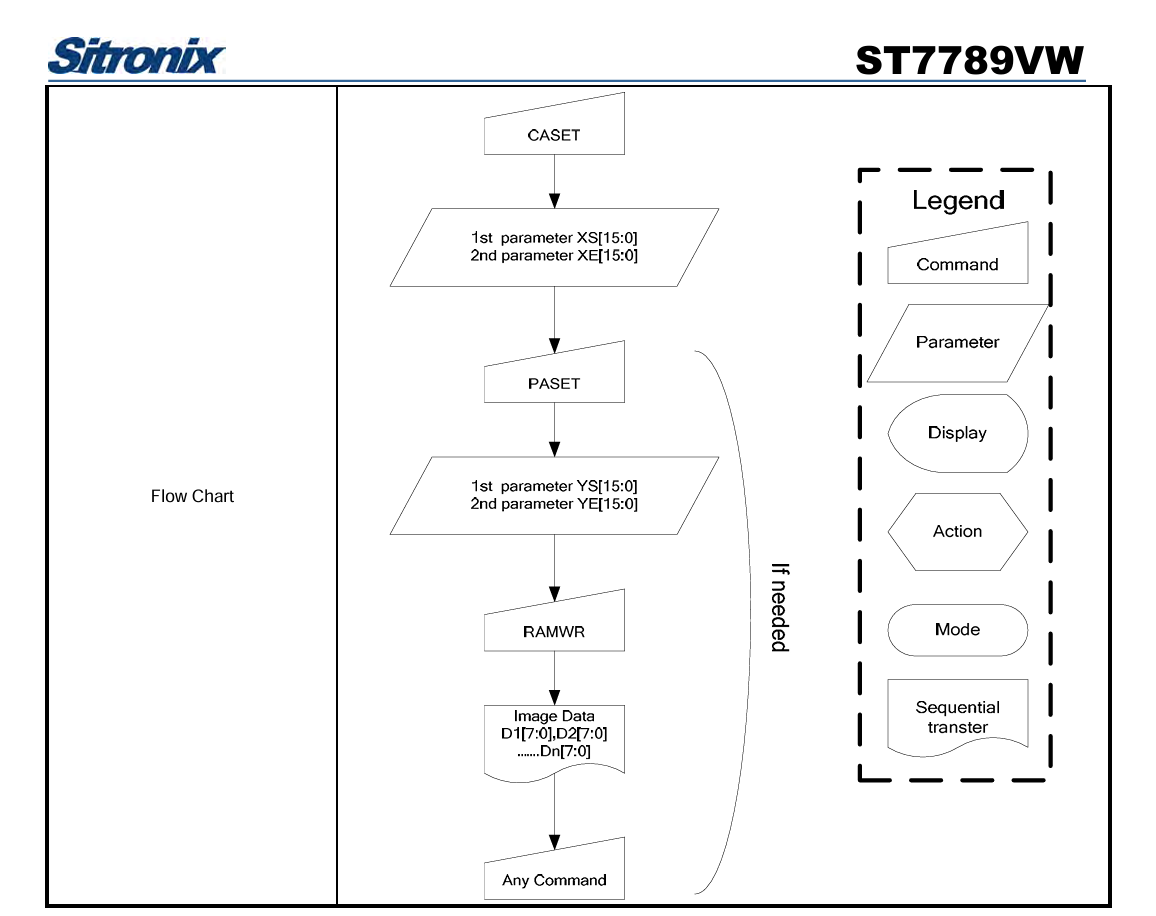 Sitronix
ST7789VW
Flow Chart
CASET
1st parameter XS[15:0]
2nd parameter XE[15:0]
PASET
1st parameter YS[15:0]
2nd parameter YE[15:0]
RAMWR
Image Data
D1[7:0],D2[7:0]
.......Dn[7:0]
Any Command
If needed
Legend
Command
Parameter
Display
Action
Mode
Sequential
transter